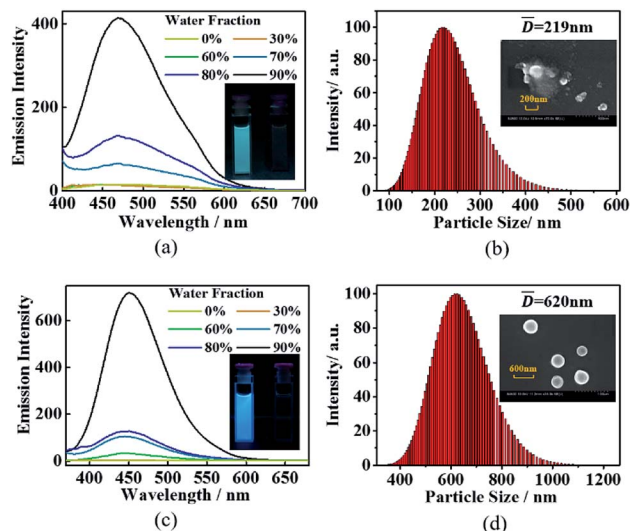 Emission Intensity
400
200
0
Water Fraction
0% 30%
60% 70%
80% 90%
400 450 500 550 600 650 700
Wavelength / nm
(a)
Intensity/ a.u.
100
80
60
40
20
0
D=219nm
200nm
0 100 200 300 400 500 600
Particle Size/ nm
(b)
Emission Intensity
600
400
200
0
Water Fraction
0% 30%
60% 70%
80% 90%
400 450 500 550 600 650
Wavelength / nm
(c)
Intensity/ a.u.
100
80
60
40
20
0
D=620nm
600nm
400 600 800 1000 1200
Particle Size / nm
(d)